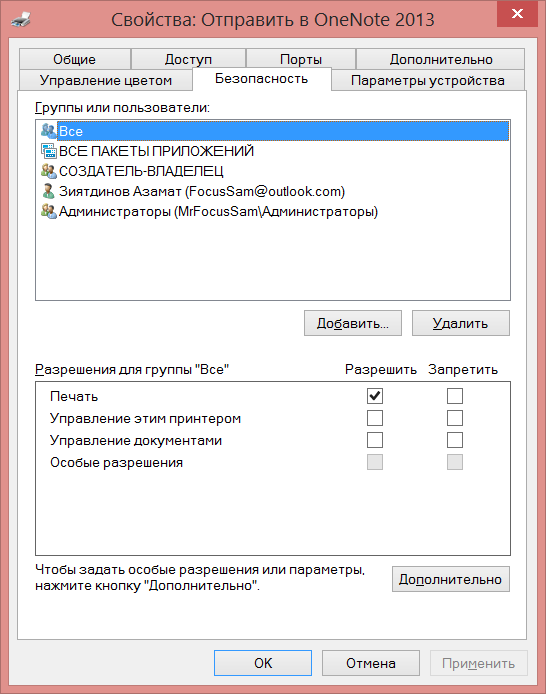 Свойства: Отправить в OneNote 2013
Общие Доступ Порты Дополнительно
Управление цветом Безопасность Параметры устройства
Группы или пользователи:
Все
ВСЕ ПАКЕТЫ ПРИЛОЖЕНИЙ
СОЗДАТЕЛЬ-ВЛАДЕЛЕЦ
Зиятдинов Азамат (FocusSam@outlook.com)
Администраторы (MrFocusSam\Администраторы)
Добавить... Удалить
Разрешения для группы "Все" Разрешить Запретить
Печать
Управление этим принтером
Управление документами
Особые разрешения
Чтобы задать особые разрешения или параметры,
нажмите кнопку "Дополнительно".
Дополнительно
OK Отмена Применить